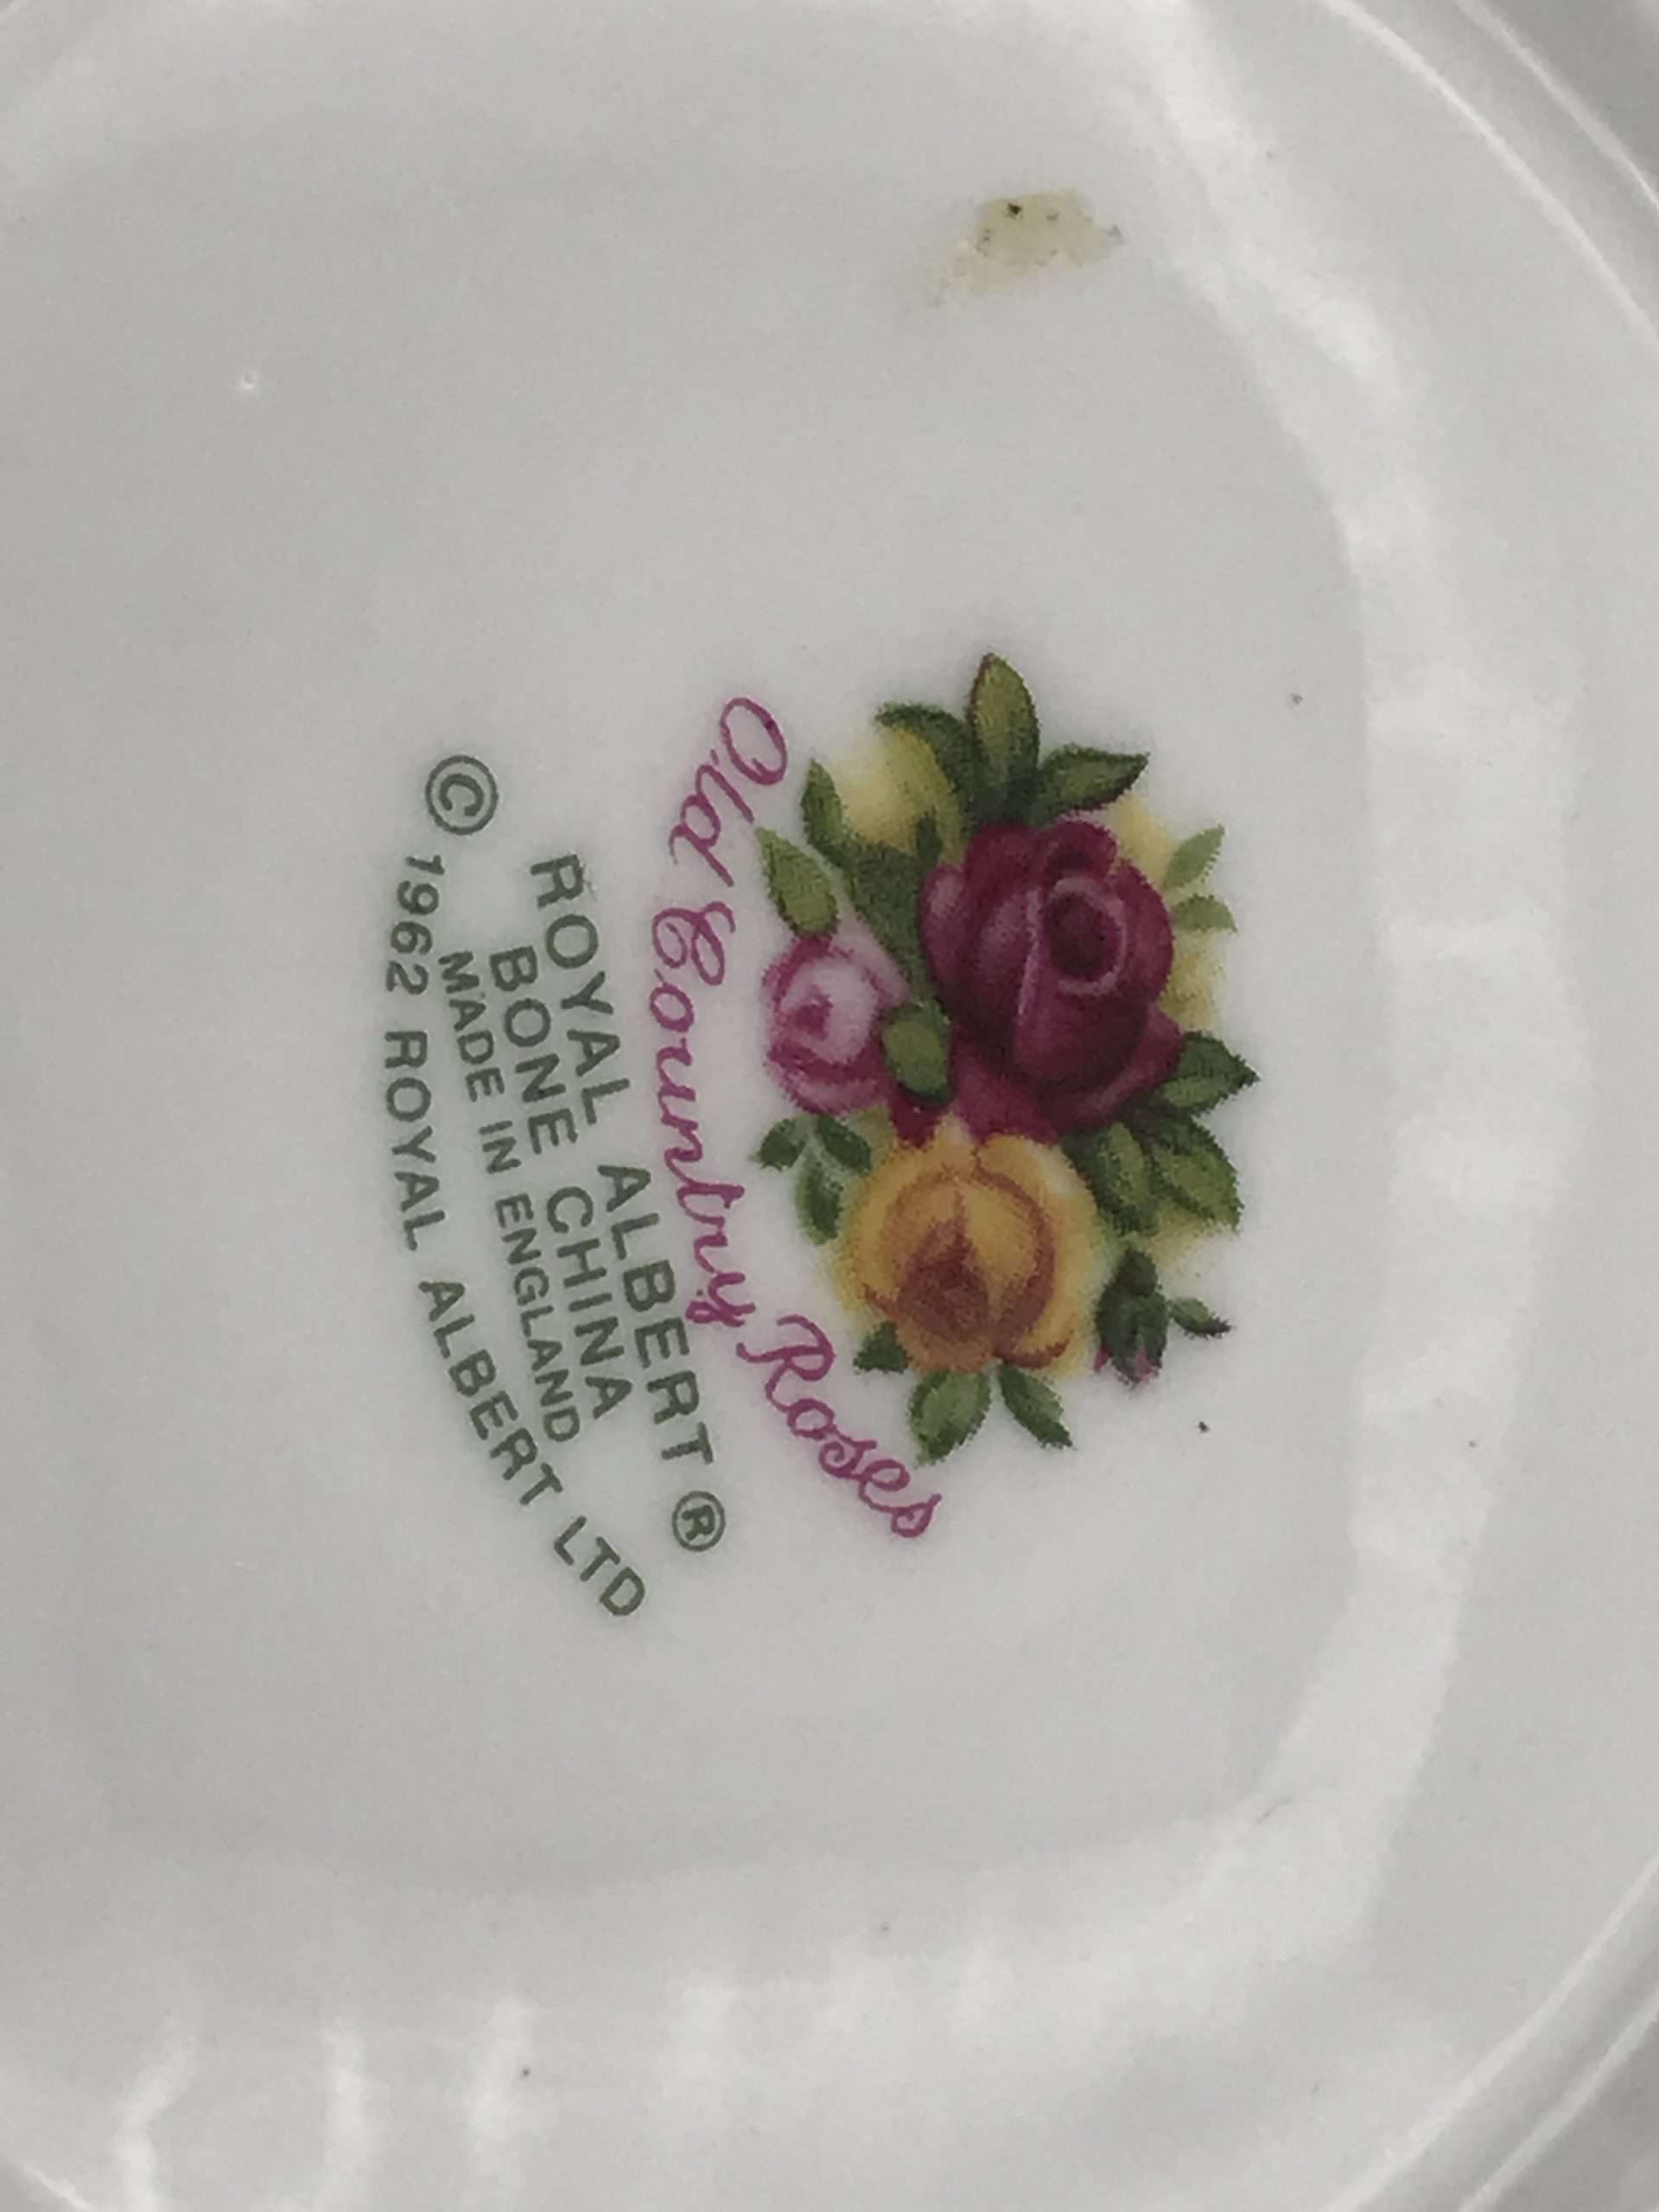 Old Country Roses
ROYAL ALBERT ®
BONE CHINA
MADE IN ENGLAND
© 1962 ROYAL ALBERT LTD